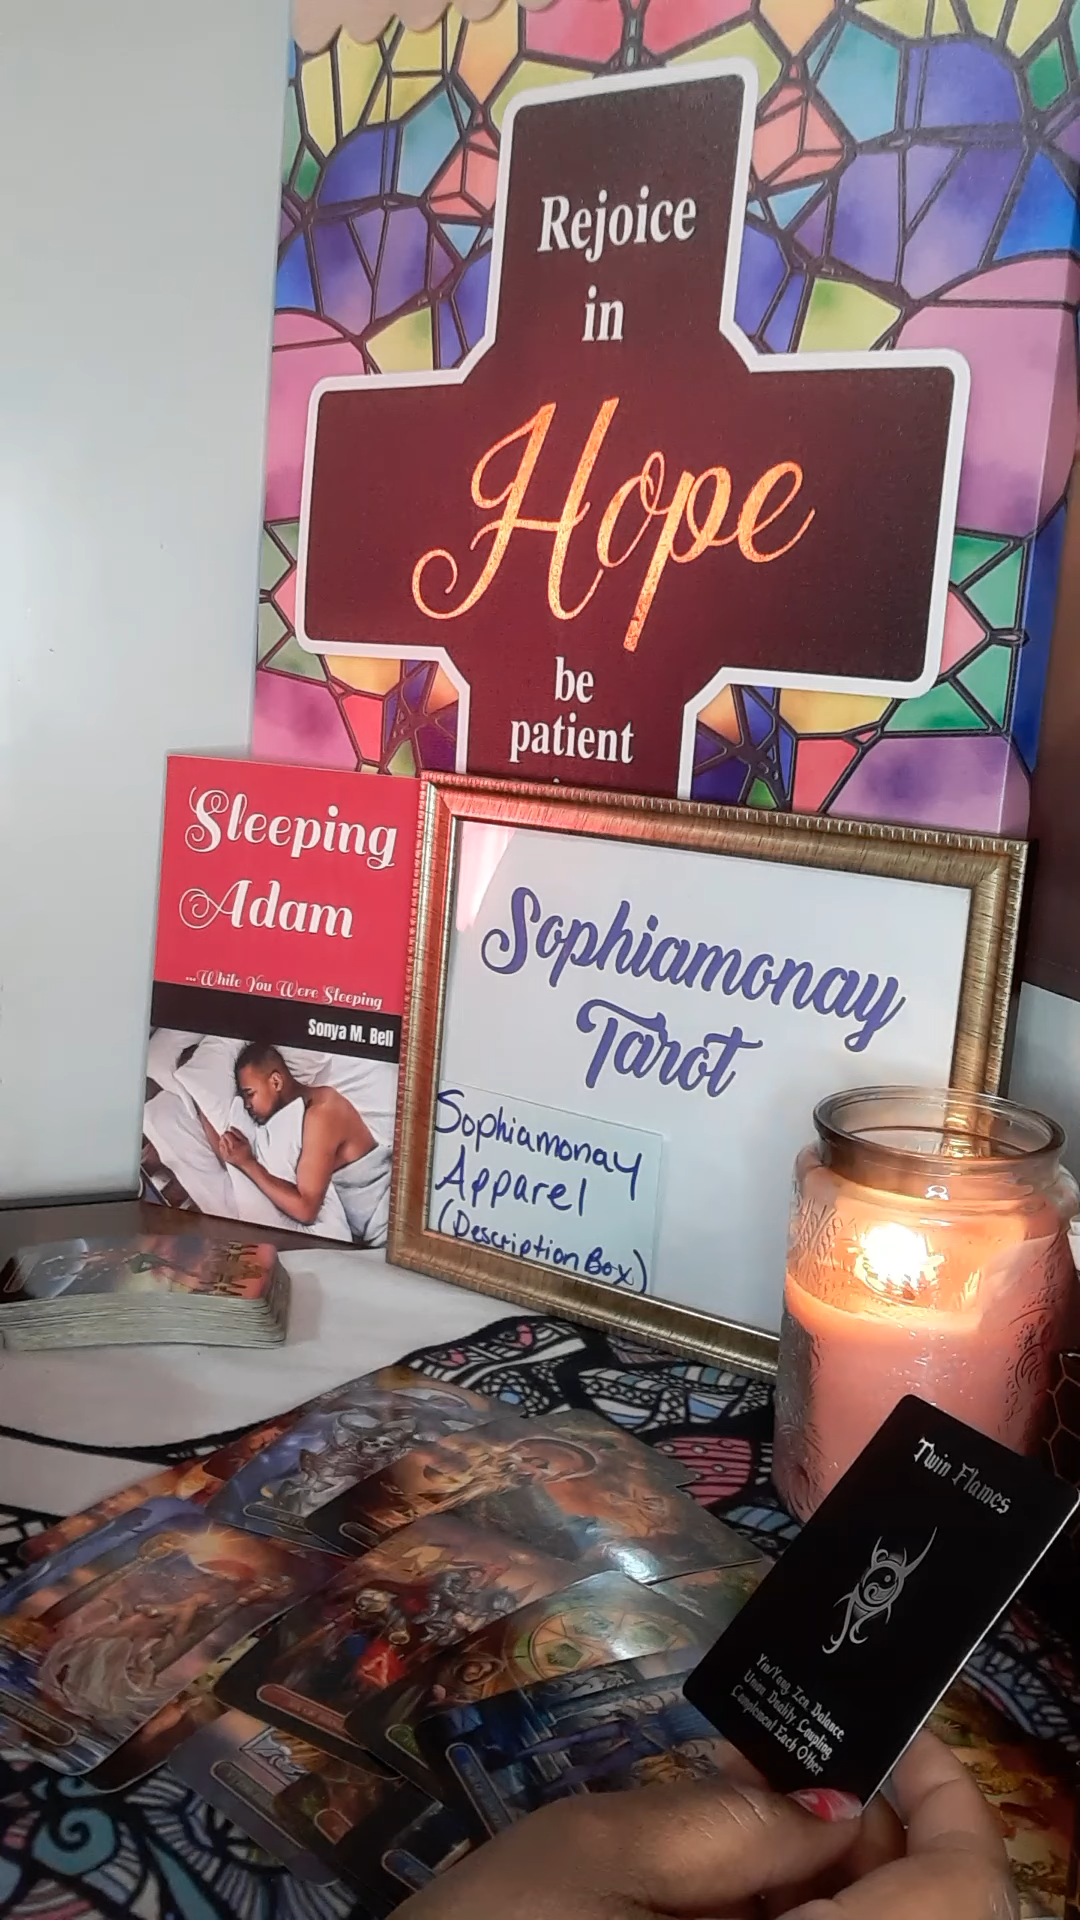 Rejoice
in
Hope
be
patient
Sleeping
Adam
...While You Were Sleeping
Sonya M. Bell
Sophiamonay
Tarot
Sophiamonay
Apparel
(Description Box)
Twin Flames
Yin/Yang, Zen, Balance,
Union, Duality, Coupling,
Complement Each Other